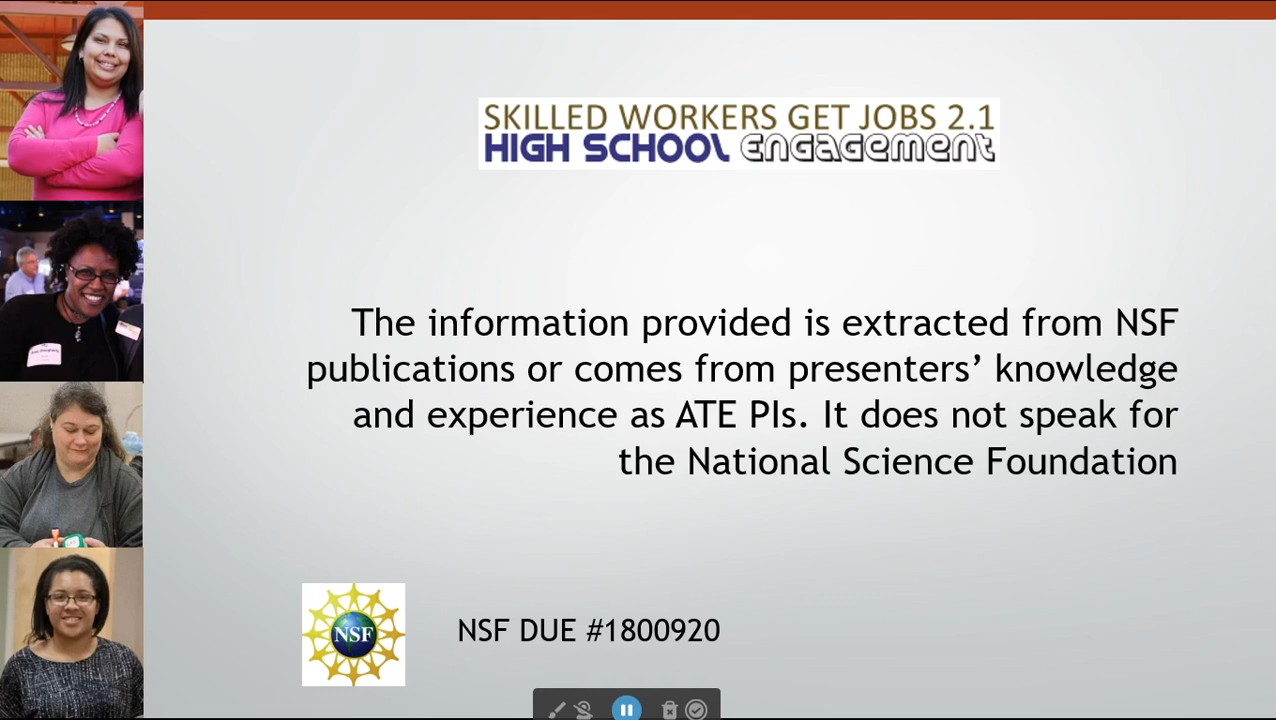 SKILLED WORKERS GET JOBS 2.1
HIGH SCHOOL ENGAGEMENT
The information provided is extracted from NSF
publications or comes from presenters’ knowledge
and experience as ATE PIs. It does not speak for
the National Science Foundation
NSF
NSF DUE #1800920